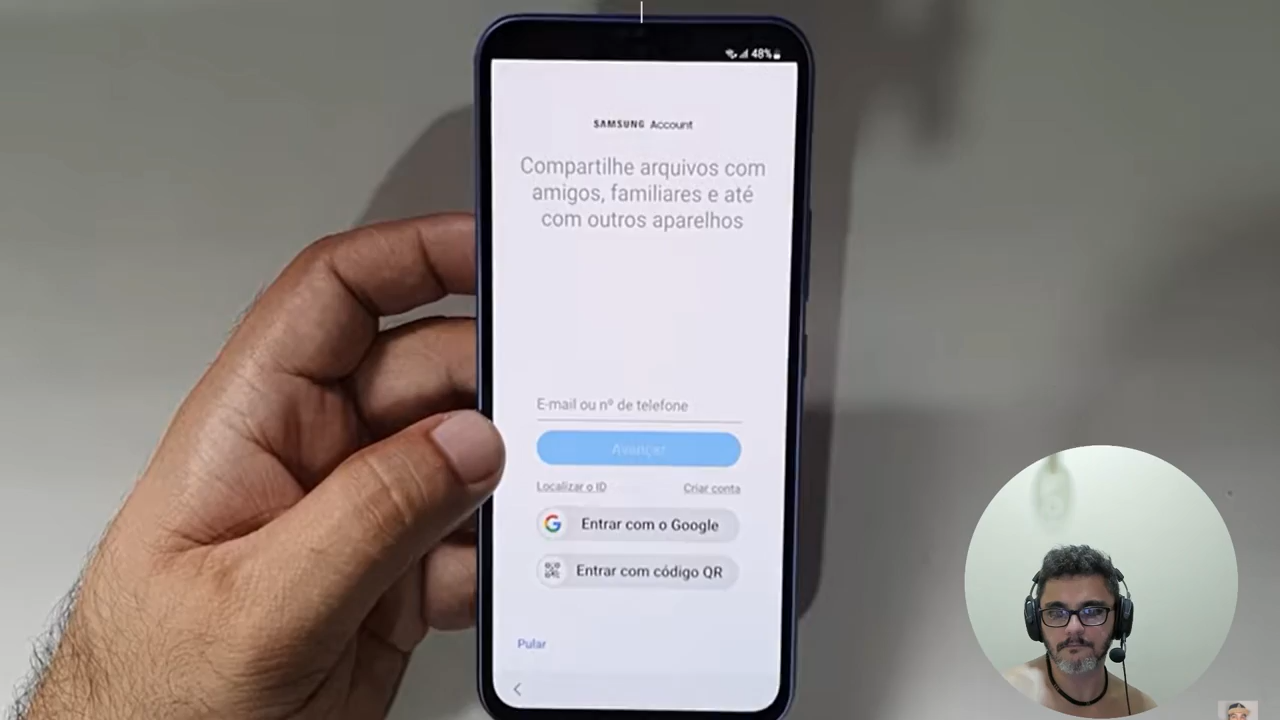 48%
SAMSUNG Account
Compartilhe arquivos com
amigos, familiares e até
com outros aparelhos
E-mail ou nº de telefone
Avançar
Localizar o ID
Criar conta
Entrar com o Google
Entrar com código QR
Pular